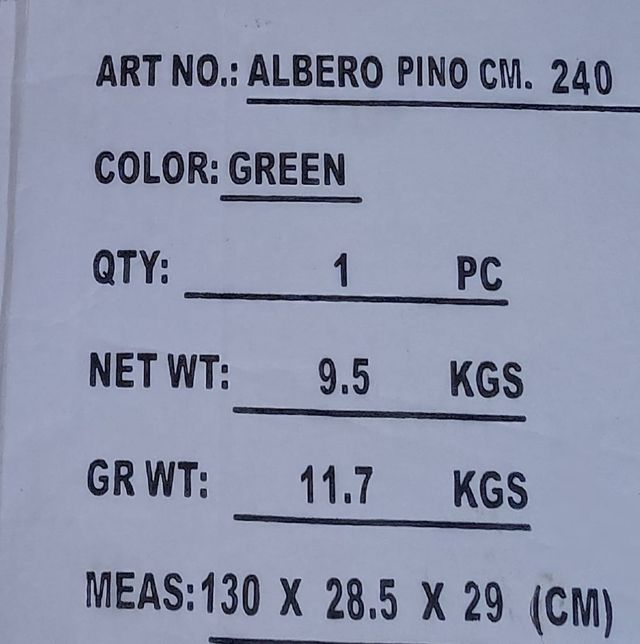 ART NO.: ALBERO PINO CM. 240
COLOR: GREEN
QTY: 1 PC
NET WT: 9.5 KGS
GR WT: 11.7 KGS
MEAS:130 X 28.5 X 29 (CM)